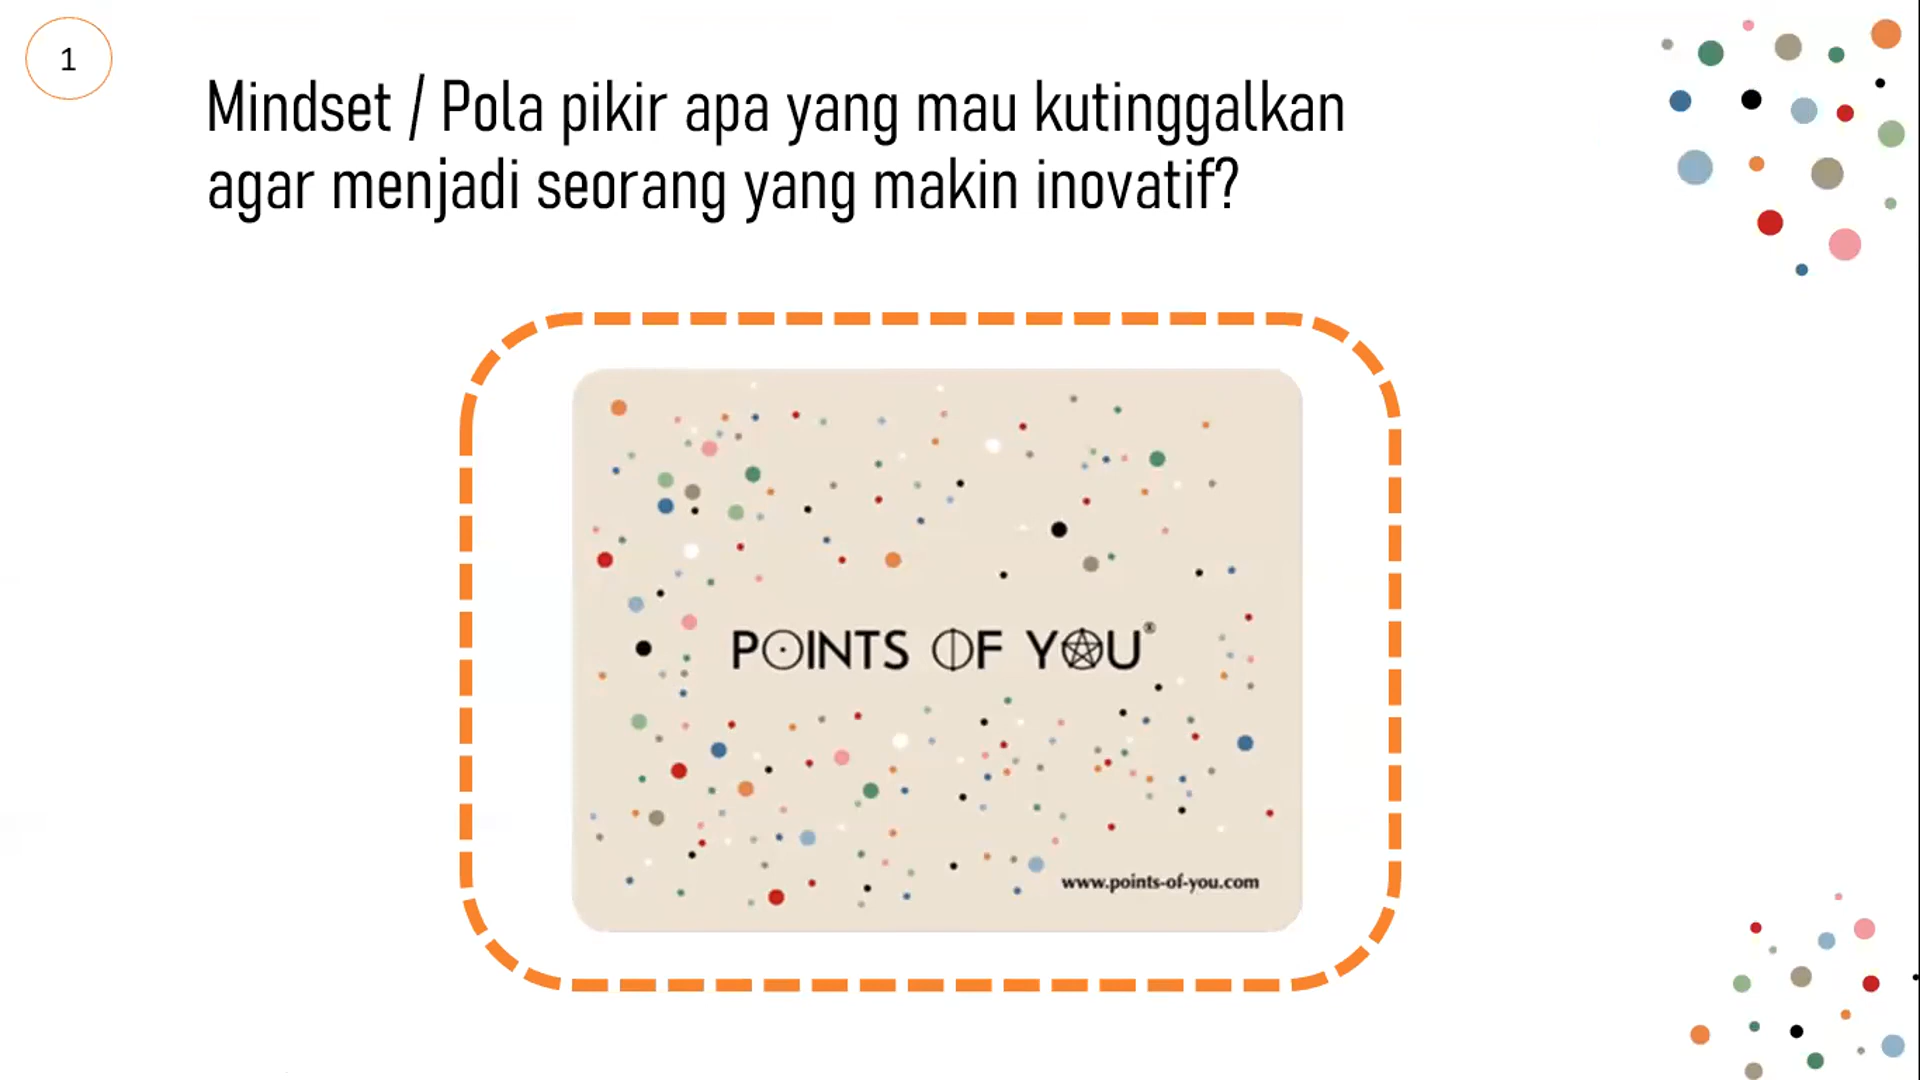 1
Mindset / Pola pikir apa yang mau kutinggalkan
agar menjadi seorang yang makin inovatif?
POINTS OF YOU®
www.points-of-you.com